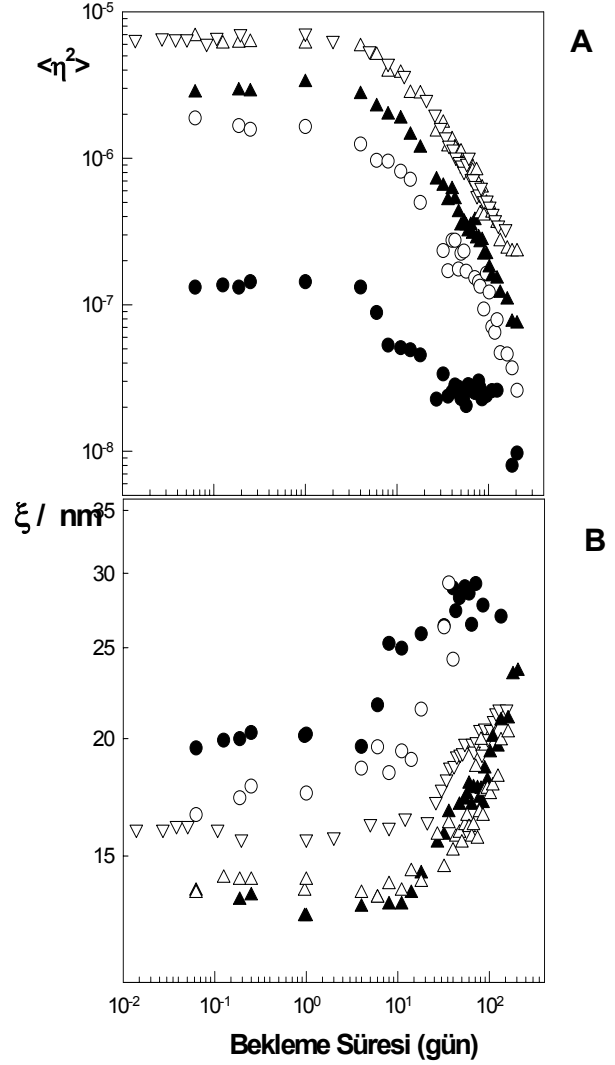 10⁻⁵
A
<η²>
10⁻⁶
10⁻⁷
10⁻⁸
ξ / nm
35
B
30
25
20
15
10⁻² 10⁻¹ 10⁰ 10¹ 10²
Bekleme Süresi (gün)